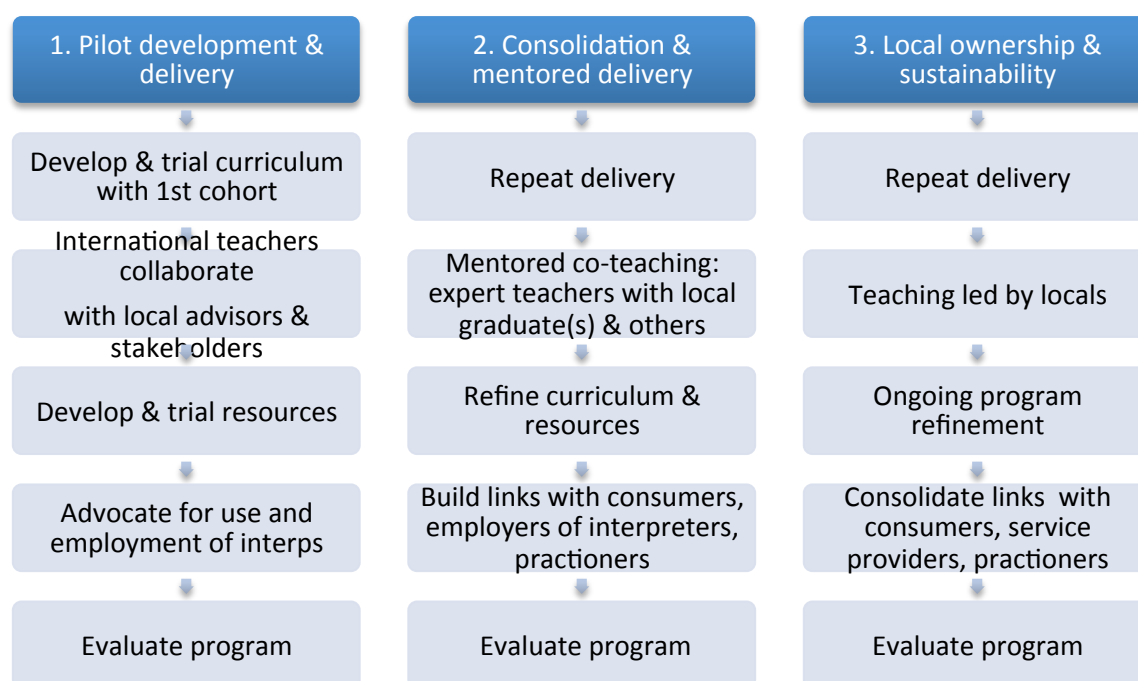 1. Pilot development &
delivery
Develop & trial curriculum
with 1st cohort
International teachers
collaborate
with local advisors &
stakeholders
Develop & trial resources
Advocate for use and
employment of interps
Evaluate program
2. Consolidation &
mentored delivery
Repeat delivery
Mentored co-teaching:
expert teachers with local
graduate(s) & others
Refine curriculum &
resources
Build links with consumers,
employers of interpreters,
practioners
Evaluate program
3. Local ownership &
sustainability
Repeat delivery
Teaching led by locals
Ongoing program
refinement
Consolidate links with
consumers, service
providers, practioners
Evaluate program